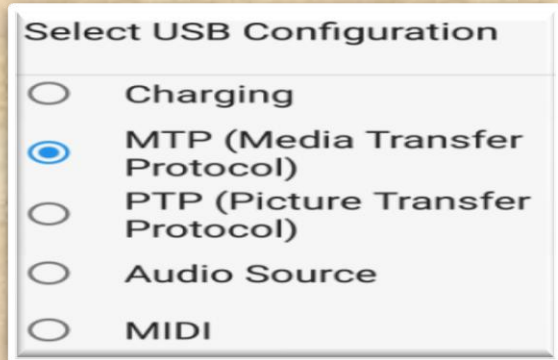 Select USB Configuration
Charging
MTP (Media Transfer
Protocol)
PTP (Picture Transfer
Protocol)
Audio Source
MIDI